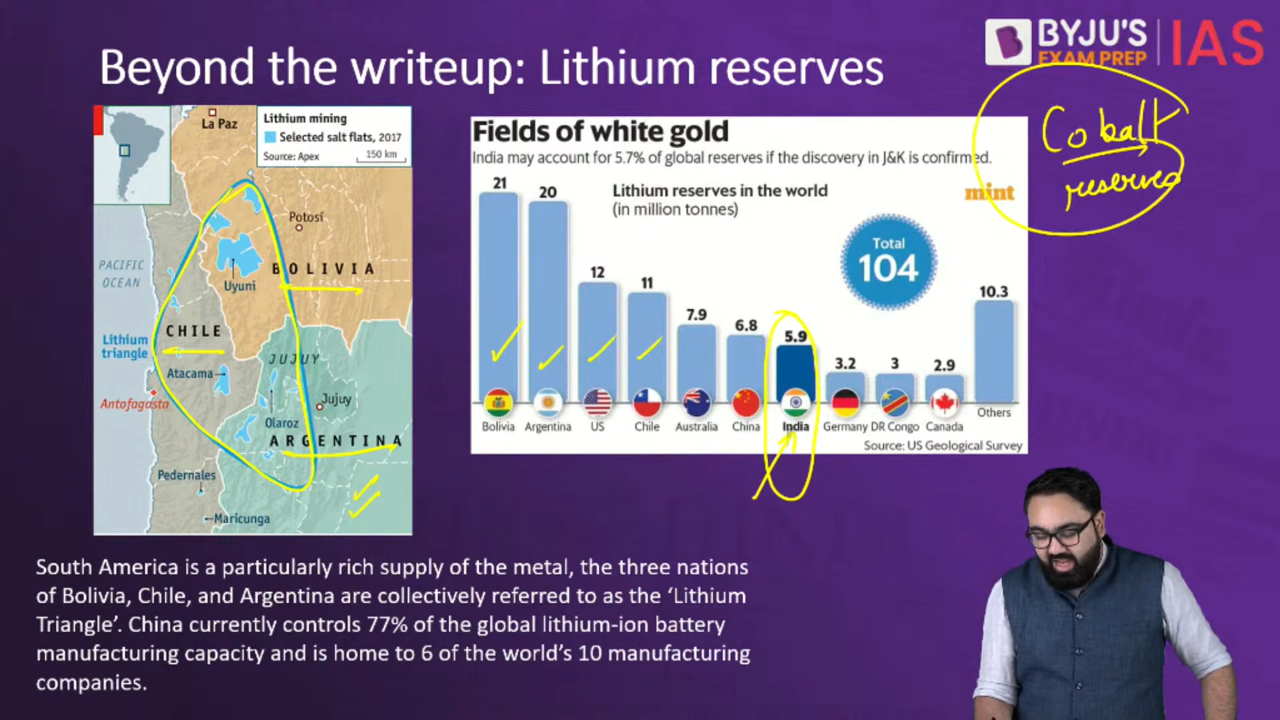 Beyond the writeup: Lithium reserves
BYJU'S
EXAM PREP
IAS
Cobalt
reserves
La Paz
Lithium mining
Selected salt flats, 2017
Source: Apex
150 km
Potosí
PACIFIC
OCEAN
BOLIVIA
Uyuni
CHILE
Lithium
triangle
JUJUY
Atacama
Antofagasta
Jujuy
Olaroz
ARGENTINA
Pedernales
Maricunga
Fields of white gold
India may account for 5.7% of global reserves if the discovery in J&K is confirmed.
mint
Lithium reserves in the world
(in million tonnes)
Total
104
21
20
12
11
7.9
6.8
5.9
3.2
3
2.9
10.3
Bolivia
Argentina
US
Chile
Australia
China
India
Germany
DR Congo
Canada
Others
Source: US Geological Survey
South America is a particularly rich supply of the metal, the three nations
of Bolivia, Chile, and Argentina are collectively referred to as the ‘Lithium
Triangle’. China currently controls 77% of the global lithium-ion battery
manufacturing capacity and is home to 6 of the world’s 10 manufacturing
companies.